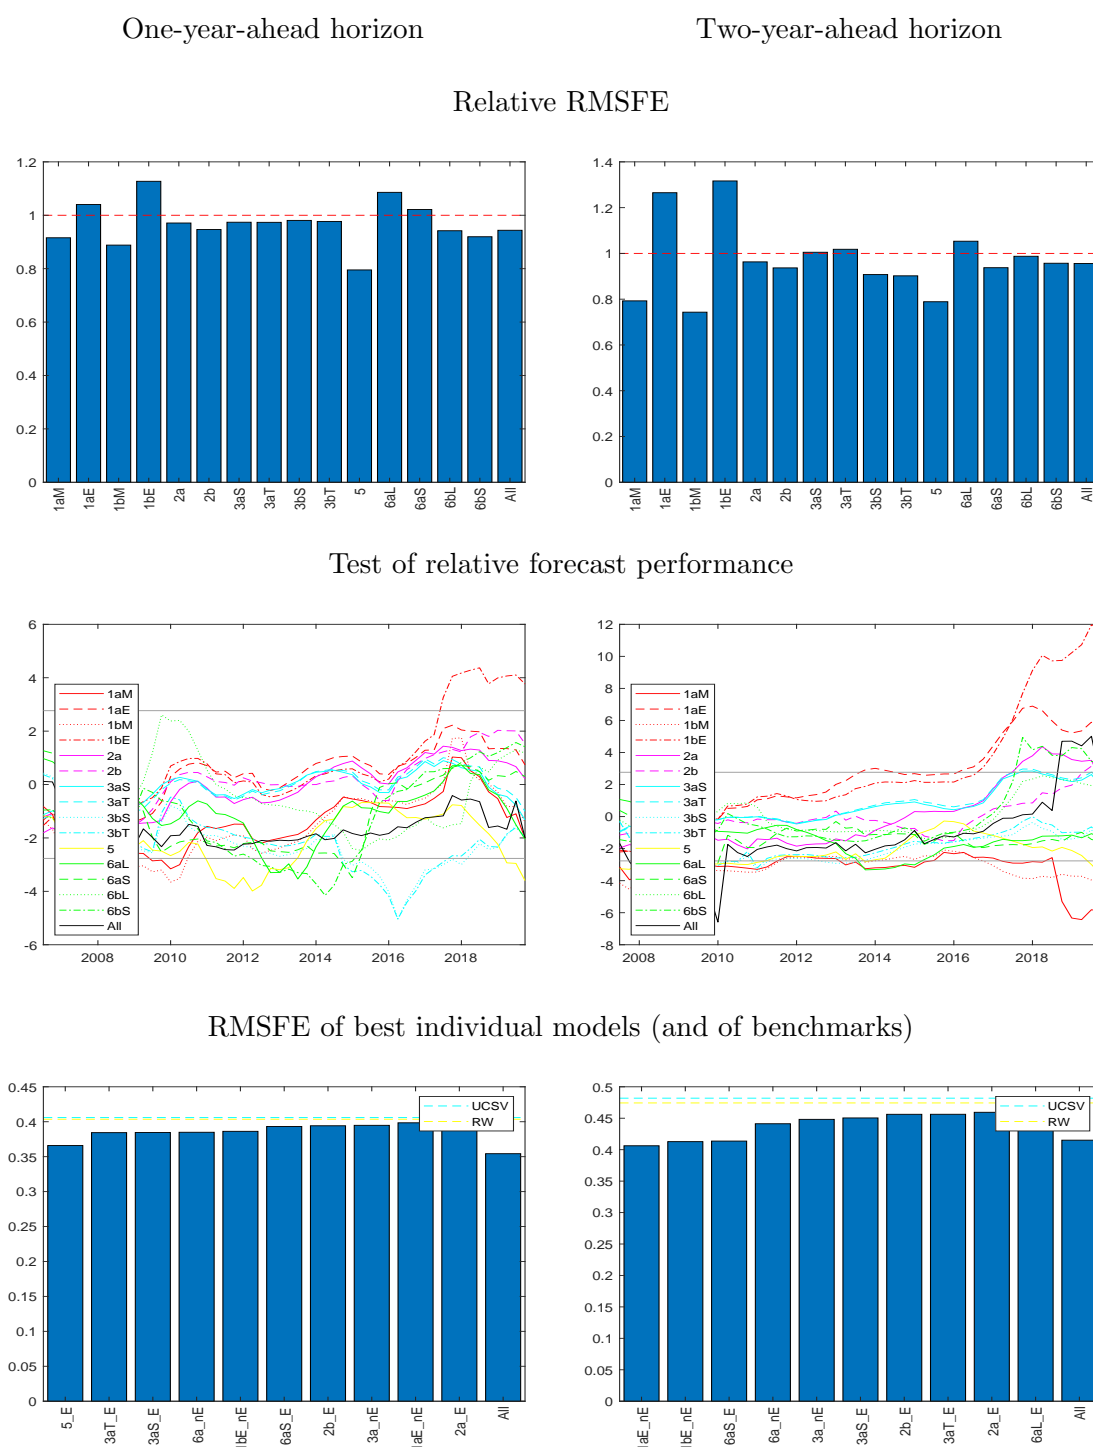 One-year-ahead horizon Two-year-ahead horizon
Relative RMSFE
1.2
1
0.8
0.6
0.4
0.2
0
1aM 1aE 1bM 1bE 2a 2b 3aS 3aT 3bS 3bT 5 6aL 6aS 6bL 6bS All
1.4
1.2
1
0.8
0.6
0.4
0.2
0
1aM 1aE 1bM 1bE 2a 2b 3aS 3aT 3bS 3bT 5 6aL 6aS 6bL 6bS All
Test of relative forecast performance
6
4
2
0
-2
-4
-6
1aM
1aE
1bM
1bE
2a
2b
3aS
3aT
3bS
3bT
5
6aL
6aS
6bL
6bS
All
2008 2010 2012 2014 2016 2018
12
10
8
6
4
2
0
-2
-4
-6
-8
1aM
1aE
1bM
1bE
2a
2b
3aS
3aT
3bS
3bT
5
6aL
6aS
6bL
6bS
All
2008 2010 2012 2014 2016 2018
RMSFE of best individual models (and of benchmarks)
0.45
0.4
0.35
0.3
0.25
0.2
0.15
0.1
0.05
0
UCSV
RW
5_E 3aT_E 3aS_E 6a_nE 1bE_nE 6aS_E 2b_E 3a_nE 1aE_nE 2a_E All
0.5
0.45
0.4
0.35
0.3
0.25
0.2
0.15
0.1
0.05
0
UCSV
RW
1aE_nE 1bE_nE 6aS_E 6a_nE 3a_nE 3aS_E 2b_E 3aT_E 2a_E 6aL_E All